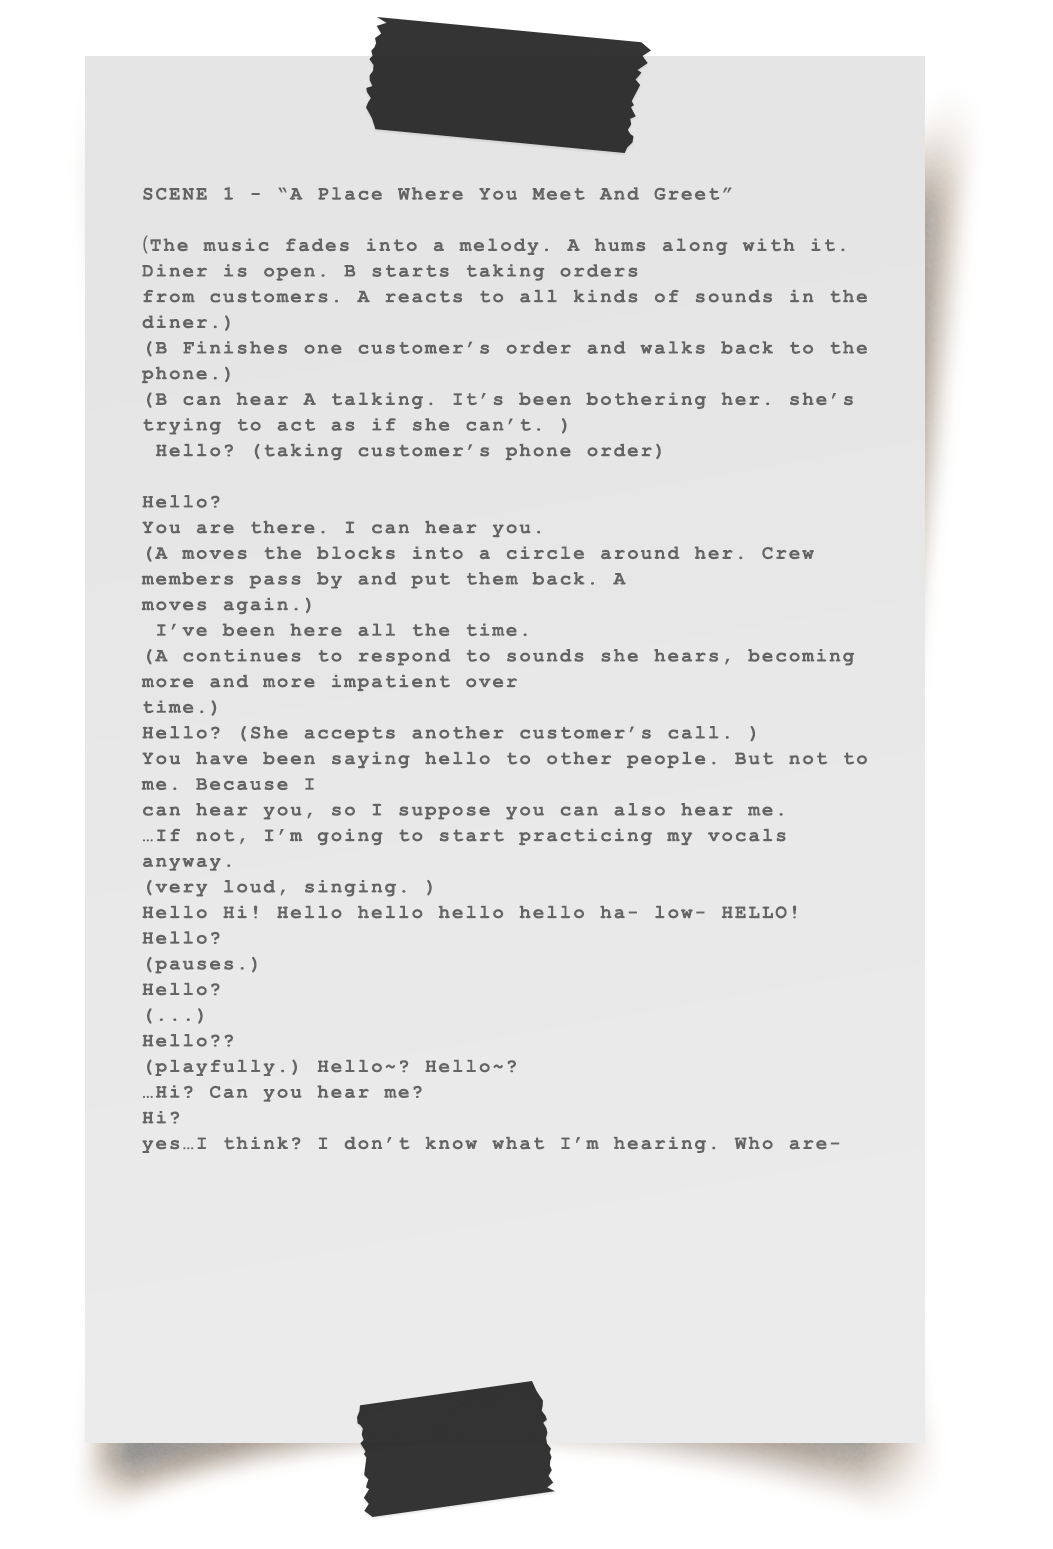 SCENE 1 - “A Place Where You Meet And Greet”
(The music fades into a melody. A hums along with it.
Diner is open. B starts taking orders
from customers. A reacts to all kinds of sounds in the
diner.)
(B Finishes one customer’s order and walks back to the
phone.)
(B can hear A talking. It’s been bothering her. she’s
trying to act as if she can’t. )
Hello? (taking customer’s phone order)
Hello?
You are there. I can hear you.
(A moves the blocks into a circle around her. Crew
members pass by and put them back. A
moves again.)
I’ve been here all the time.
(A continues to respond to sounds she hears, becoming
more and more impatient over
time.)
Hello? (She accepts another customer’s call. )
You have been saying hello to other people. But not to
me. Because I
can hear you, so I suppose you can also hear me.
…If not, I’m going to start practicing my vocals
anyway.
(very loud, singing. )
Hello Hi! Hello hello hello hello ha- low- HELLO!
Hello?
(pauses.)
Hello?
(...)
Hello??
(playfully.) Hello~? Hello~?
…Hi? Can you hear me?
Hi?
yes…I think? I don’t know what I’m hearing. Who are-